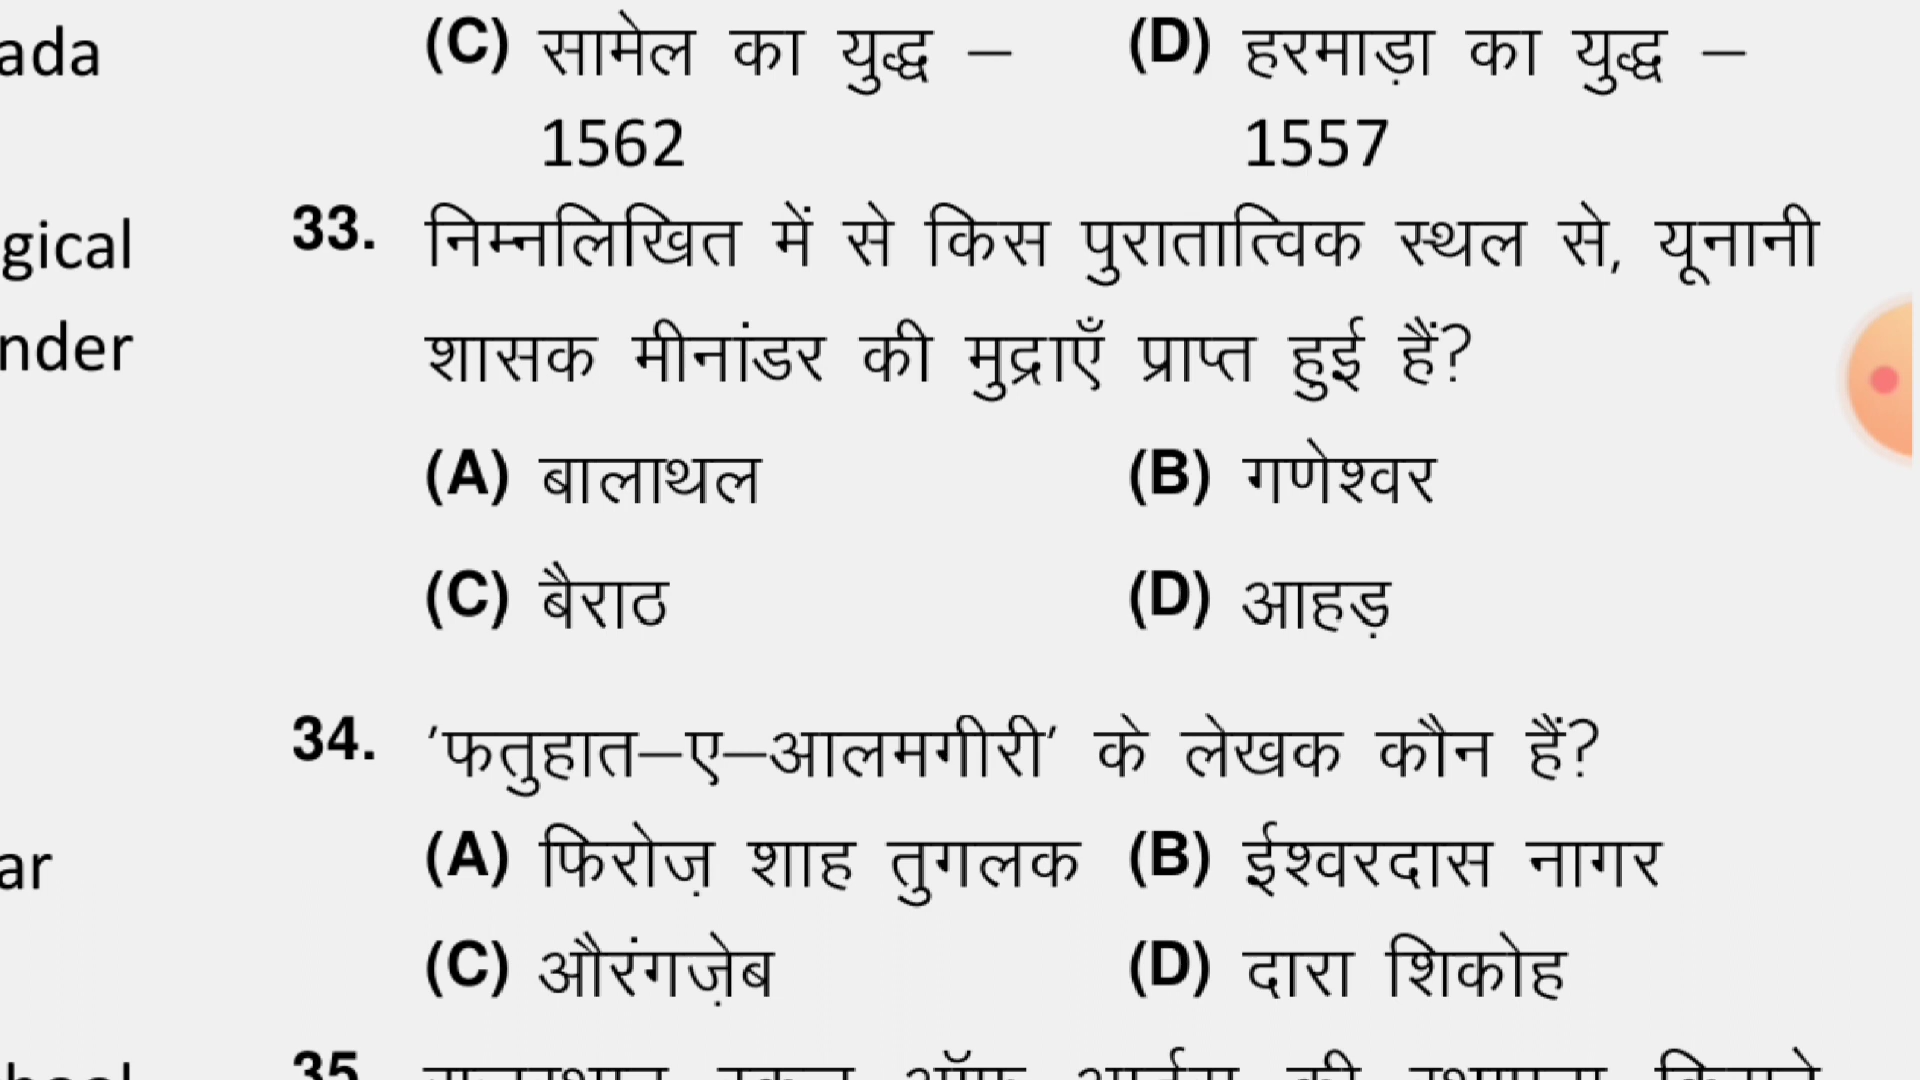 ada
(C) सामेल का युद्ध –
(D) हरमाड़ा का युद्ध –
1562
1557
gical
33. निम्नलिखित में से किस पुरातात्विक स्थल से, यूनानी
nder
शासक मीनांडर की मुद्राएँ प्राप्त हुई हैं?
(A) बालाथल
(B) गणेश्वर
(C) बैराठ
(D) आहड़
34. 'फतुहात–ए–आलमगीरी' के लेखक कौन हैं?
ar
(A) फिरोज़ शाह तुगलक
(B) ईश्वरदास नागर
(C) औरंगज़ेब
(D) दारा शिकोह
35